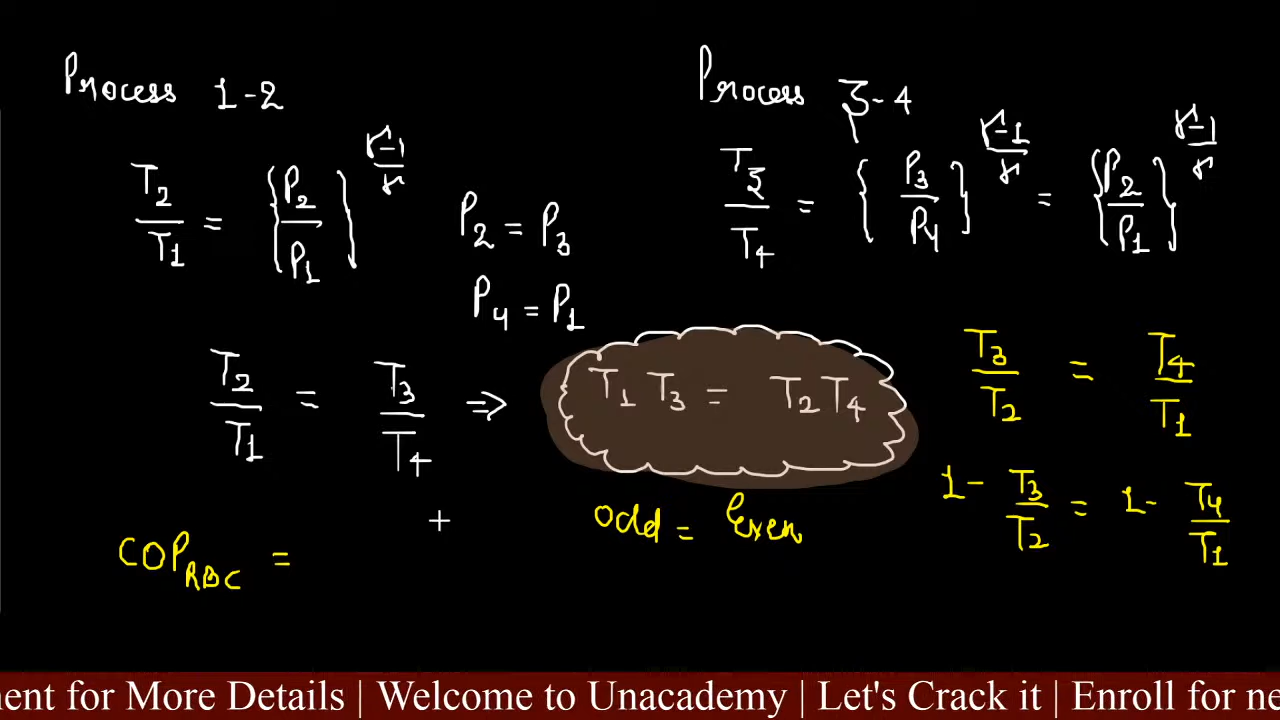 Process 1-2
T2/T1 = {P2/P1}^(γ-1)/γ
P2 = P3
P4 = P1
Process 3-4
T3/T4 = {P3/P4}^(γ-1)/γ = {P2/P1}^(γ-1)/γ
T2/T1 = T3/T4 ⇒ T1 T3 = T2 T4
odd = Even
T3/T2 = T4/T1
1 - T3/T2 = 1 - T4/T1
COP_RBC =
ment for More Details | Welcome to Unacademy | Let's Crack it | Enroll for ne